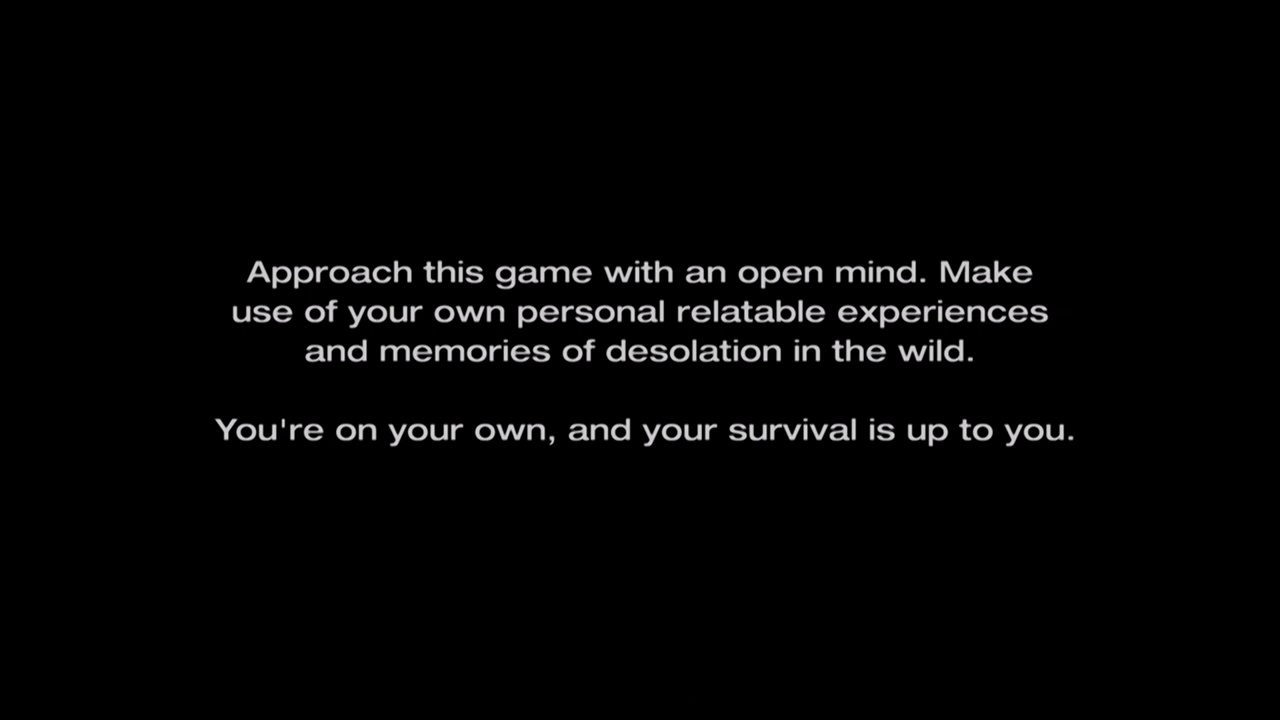 Approach this game with an open mind. Make
use of your own personal relatable experiences
and memories of desolation in the wild.
You're on your own, and your survival is up to you.